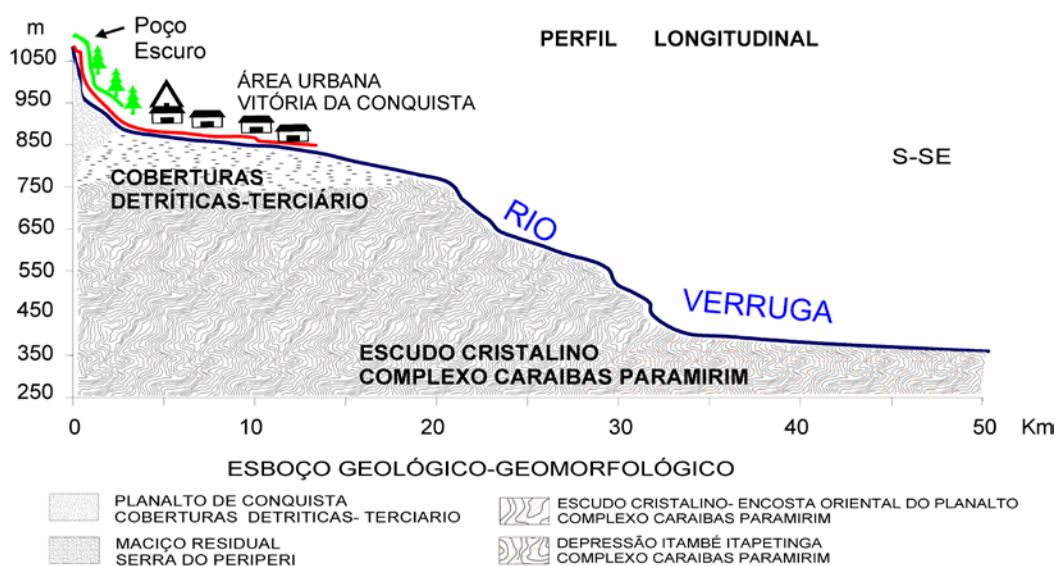 m
Poço
Escuro
PERFIL LONGITUDINAL
1050
ÁREA URBANA
VITÓRIA DA CONQUISTA
950
850
S-SE
COBERTURAS
DETRÍTICAS-TERCIÁRIO
750
RIO
650
550
VERRUGA
450
ESCUDO CRISTALINO
COMPLEXO CARAIBAS PARAMIRIM
350
250
0 10 20 30 40 50 Km
ESBOÇO GEOLÓGICO-GEOMORFOLÓGICO
PLANALTO DE CONQUISTA
COBERTURAS DETRITICAS- TERCIARIO
MACIÇO RESIDUAL
SERRA DO PERIPERI
ESCUDO CRISTALINO- ENCOSTA ORIENTAL DO PLANALTO
COMPLEXO CARAIBAS PARAMIRIM
DEPRESSÃO ITAMBÉ ITAPETINGA
COMPLEXO CARAIBAS PARAMIRIM